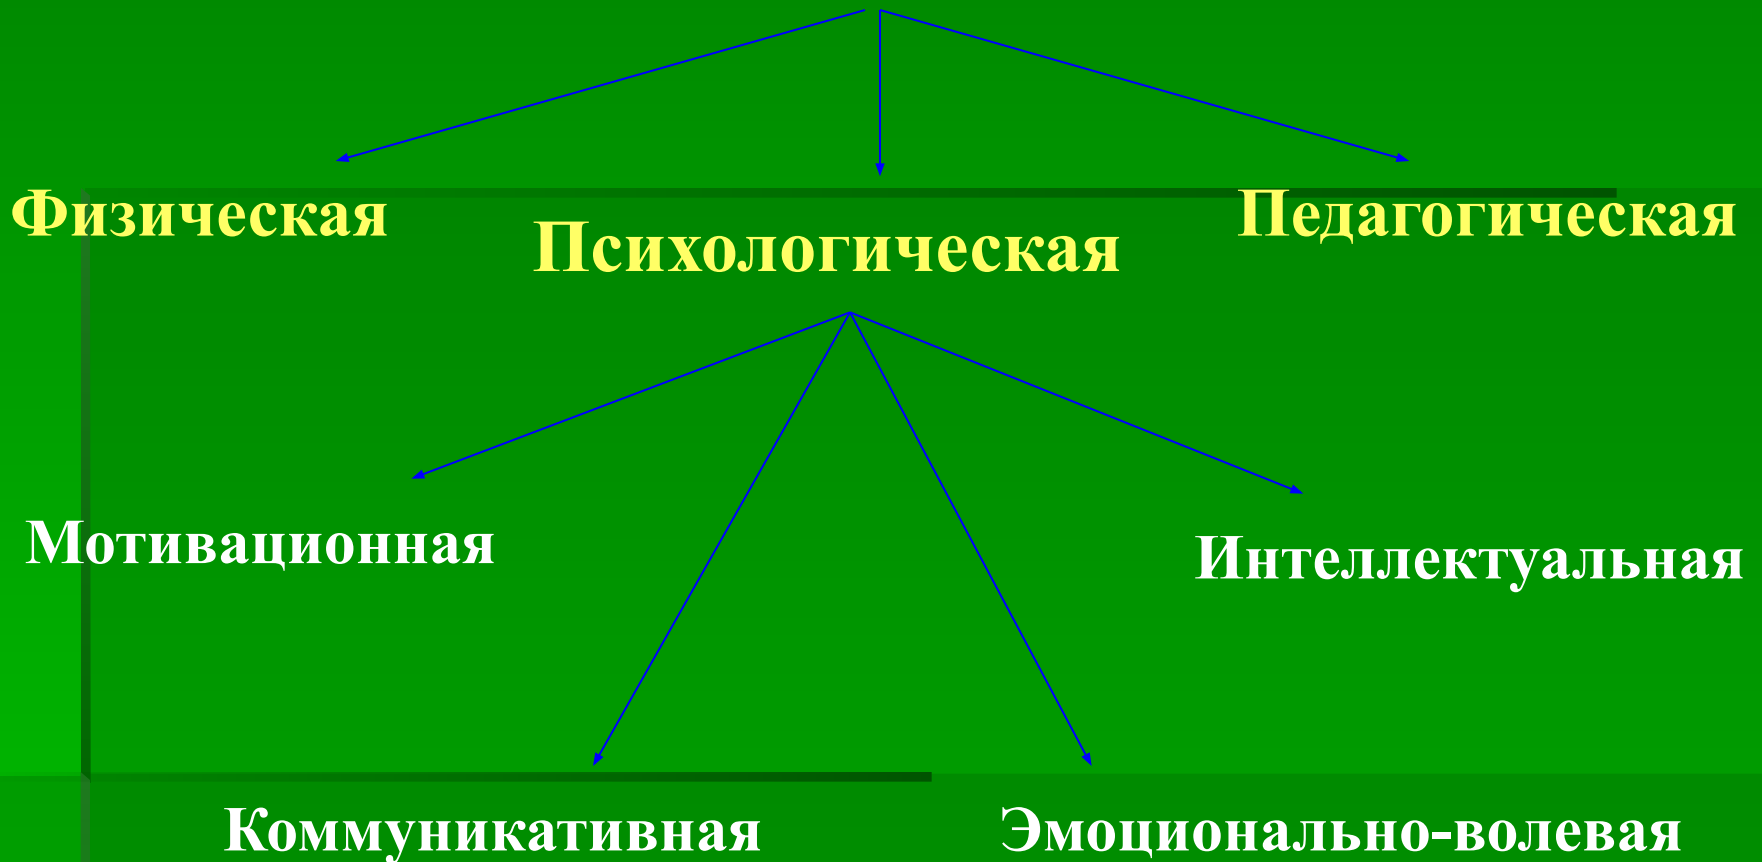 Физическая
Психологическая
Педагогическая
Мотивационная
Интеллектуальная
Коммуникативная
Эмоционально-волевая